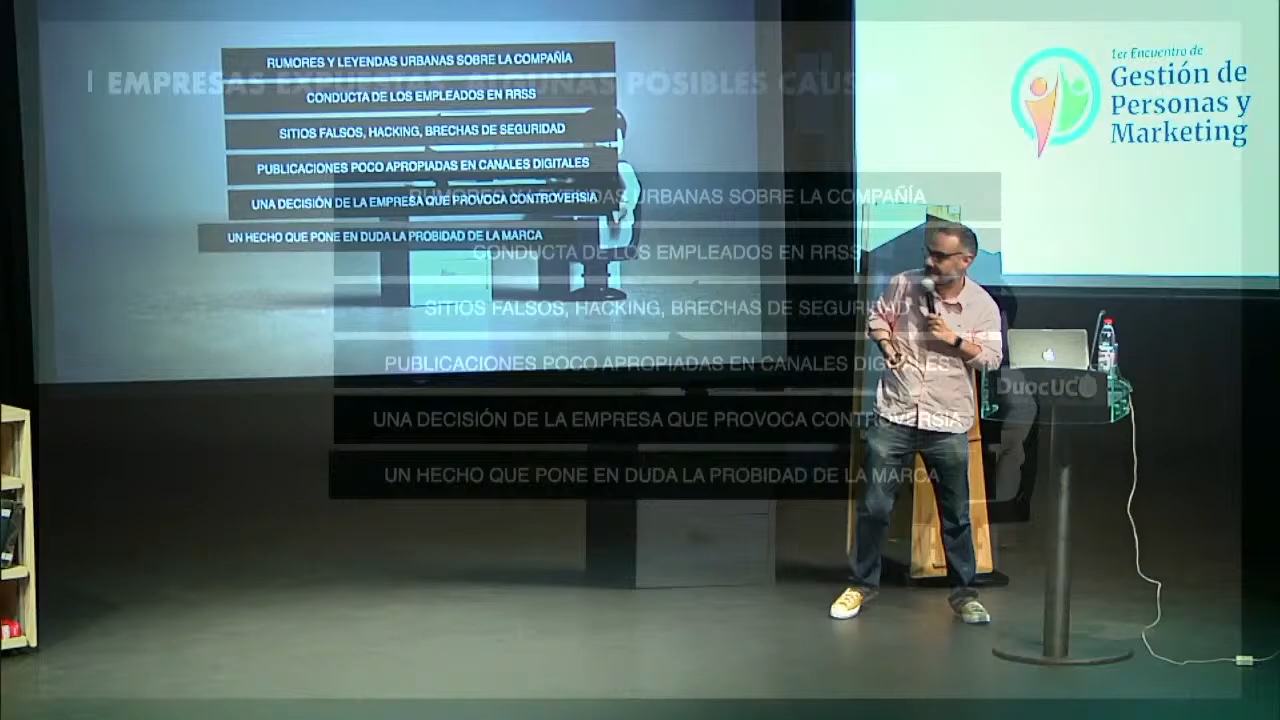 RUMORES Y LEYENDAS URBANAS SOBRE LA COMPAÑÍA
CONDUCTA DE LOS EMPLEADOS EN RRSS
SITIOS FALSOS, HACKING, BRECHAS DE SEGURIDAD
PUBLICACIONES POCO APROPIADAS EN CANALES DIGITALES
UNA DECISIÓN DE LA EMPRESA QUE PROVOCA CONTROVERSIA
UN HECHO QUE PONE EN DUDA LA PROBIDAD DE LA MARCA
EMPRESAS POSIBLES
1er Encuentro de
Gestión de
Personas y
Marketing
RUMORES Y LEYENDAS URBANAS SOBRE LA COMPAÑÍA
CONDUCTA DE LOS EMPLEADOS EN RRSS
SITIOS FALSOS, HACKING, BRECHAS DE SEGURIDAD
PUBLICACIONES POCO APROPIADAS EN CANALES DIGITALES
UNA DECISIÓN DE LA EMPRESA QUE PROVOCA CONTROVERSIA
UN HECHO QUE PONE EN DUDA LA PROBIDAD DE LA MARCA
DuocUC